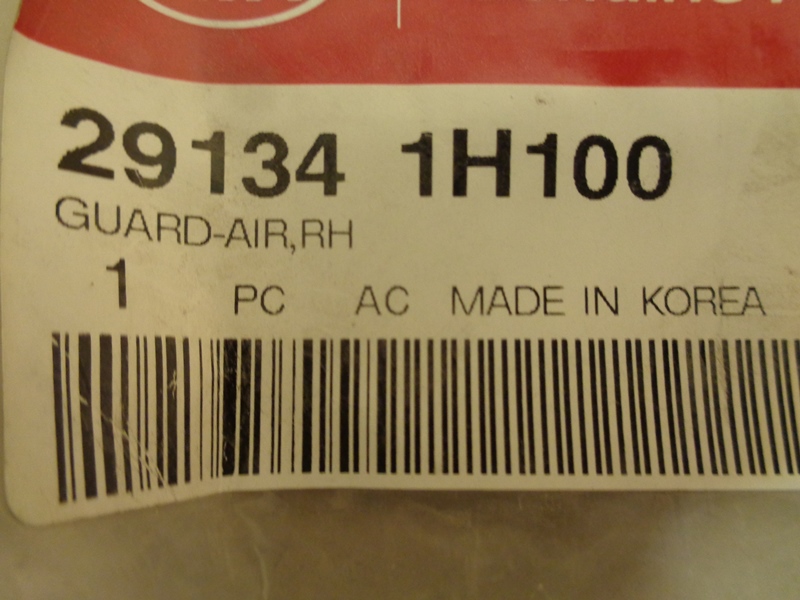 29134 1H100
GUARD-AIR,RH
1 PC AC MADE IN KOREA